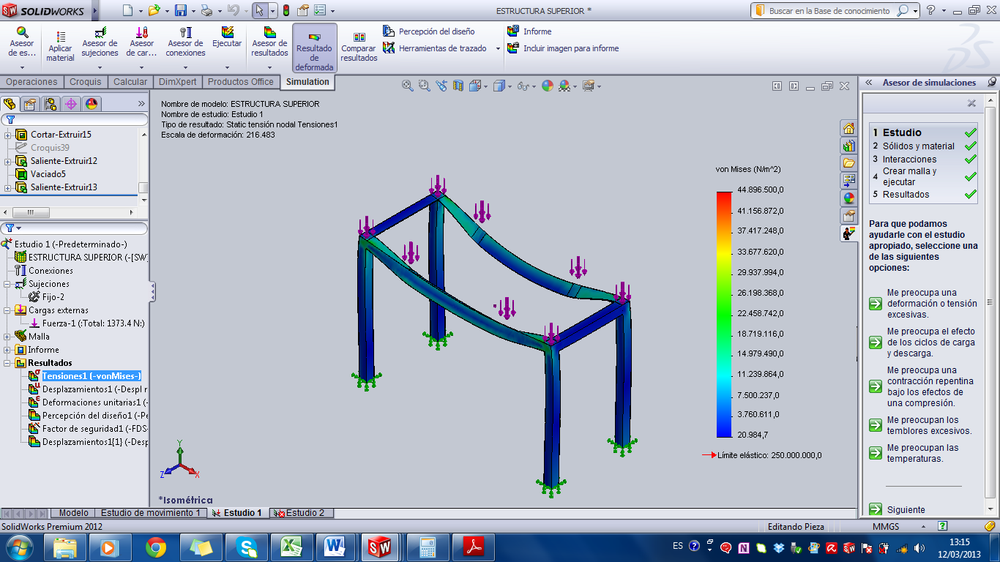 SOLIDWORKS
ESTRUCTURA SUPERIOR *
Buscar en la Base de conocimiento
Asesor de es...
Aplicar material
Asesor de sujeciones
Asesor de car...
Asesor de conexiones
Ejecutar
Asesor de resultados
Resultado de deformada
Comparar resultados
Percepción del diseño
Herramientas de trazado
Informe
Incluir imagen para informe
Operaciones
Croquis
Calcular
DimXpert
Productos Office
Simulation
Cortar-Extruir15
Croquis39
Saliente-Extruir12
Vaciado5
Saliente-Extruir13
Estudio 1 (-Predeterminado-)
ESTRUCTURA SUPERIOR (-[SW]
Conexiones
Sujeciones
Fijo-2
Cargas externas
Fuerza-1 (:Total: 1373.4 N:)
Malla
Informe
Resultados
Tensiones1 (-vonMises-)
Desplazamientos1 (-Despl r
Deformaciones unitarias1 (-
Percepción del diseño1 (-Pe
Factor de seguridad1 (-FDS-
Desplazamientos1{1} (-Desp
Nombre de modelo: ESTRUCTURA SUPERIOR
Nombre de estudio: Estudio 1
Tipo de resultado: Static tensión nodal Tensiones1
Escala de deformación: 216.483
von Mises (N/m^2)
44.896.500,0
41.156.872,0
37.417.248,0
33.677.620,0
29.937.994,0
26.198.368,0
22.458.742,0
18.719.116,0
14.979.490,0
11.239.864,0
7.500.237,0
3.760.611,0
20.984,7
Límite elástico: 250.000.000,0
Y
Z
X
*Isométrica
Asesor de simulaciones
1 Estudio
2 Sólidos y material
3 Interacciones
4 Crear malla y ejecutar
5 Resultados
Para que podamos
ayudarle con el estudio
apropiado, seleccione una
de las siguientes
opciones:
Me preocupa una
deformación o tensión
excesivas.
Me preocupa el efecto
de los ciclos de carga
y descarga.
Me preocupa una
contracción repentina
bajo los efectos de
una compresión.
Me preocupan los
temblores excesivos.
Me preocupan las
temperaturas.
Siguiente
Modelo
Estudio de movimiento 1
Estudio 1
Estudio 2
SolidWorks Premium 2012
Editando Pieza
MMGS
ES
13:15
12/03/2013